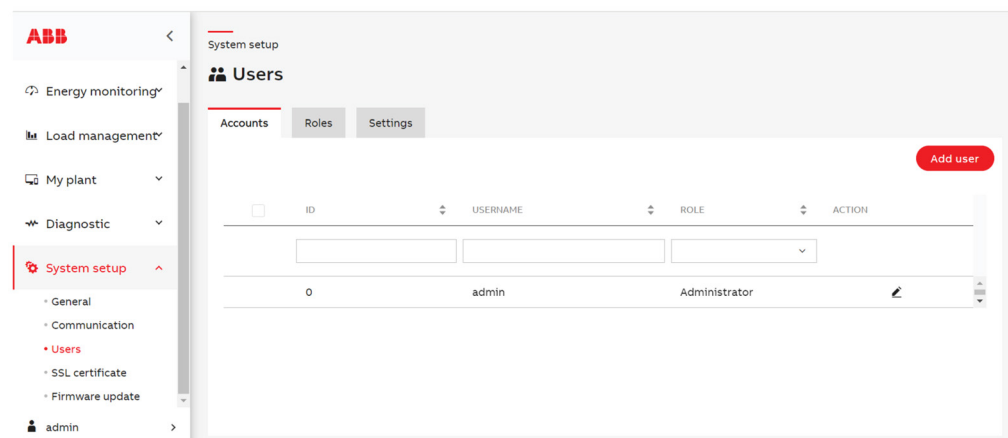 ABB
Energy monitoring
Load management
My plant
Diagnostic
System setup
General
Communication
Users
SSL certificate
Firmware update
admin
System setup
Users
Accounts Roles Settings
Add user
ID USERNAME ROLE ACTION
0 admin Administrator